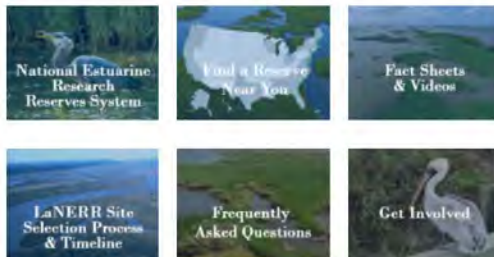 National Estuarine
Research
Reserves System
Find a Reserve
Near You
Fact Sheets
& Videos
LaNERR Site
Selection Process
& Timeline
Frequently
Asked Questions
Get Involved